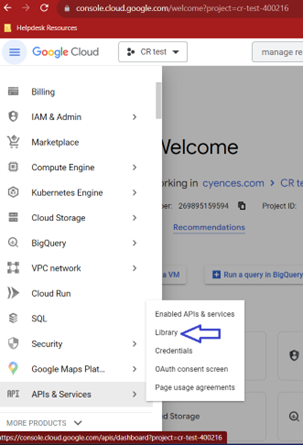 console.cloud.google.com/welcome?project=cr-test-400216
Helpdesk Resources
Google Cloud
CR test
manage re
Billing
IAM & Admin
Marketplace
Compute Engine
Kubernetes Engine
Cloud Storage
BigQuery
VPC network
Cloud Run
SQL
Security
Google Maps Plat...
API APIs & Services
MORE PRODUCTS
Welcome
orking in cyences.com > CR te
ber: 269895159594 Project ID:
Recommendations
a VM
Run a query in BigQuery
Enabled APIs & services
Library
Credentials
OAuth consent screen
Page usage agreements
d Storage
https://console.cloud.google.com/apis/dashboard?project=cr-test-400216